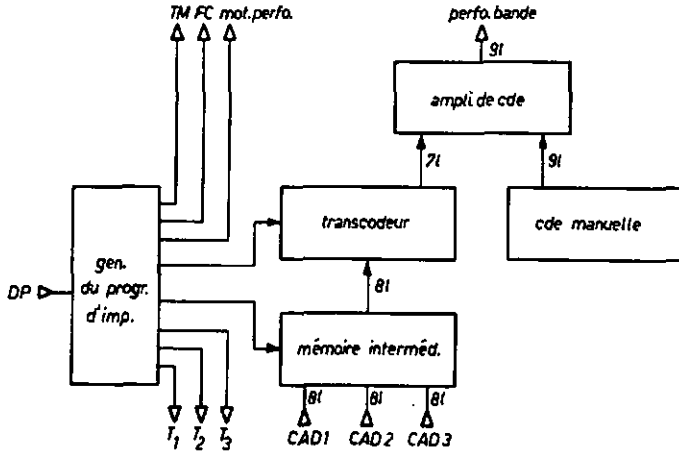 TM FC mot.perfo.
perfo.bande
9l
ampli de cde
7l
9l
transcodeur
cde manuelle
gen.
du progr.
d'imp.
DP
8l
mémoire interméd.
8l
8l
8l
T1
T2
T3
CAD1
CAD2
CAD3